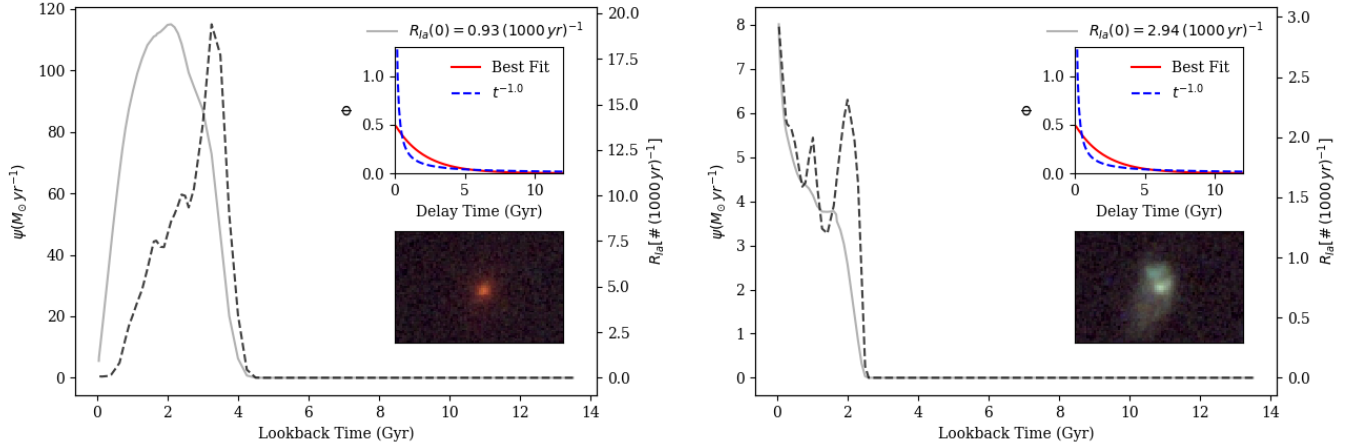 R_Ia(0) = 0.93 (1000 yr)^−1
Best Fit
t^−1.0
Φ
1.0
0.5
0.0
0 5 10
Delay Time (Gyr)
ψ(M_⊙ yr^−1)
120
100
80
60
40
20
0
20.0
17.5
15.0
12.5
10.0
7.5
5.0
2.5
0.0
R_Ia[# (1000 yr)^−1]
0 2 4 6 8 10 12 14
Lookback Time (Gyr)
R_Ia(0) = 2.94 (1000 yr)^−1
Best Fit
t^−1.0
Φ
1.0
0.5
0.0
0 5 10
Delay Time (Gyr)
ψ(M_⊙ yr^−1)
8
7
6
5
4
3
2
1
0
3.0
2.5
2.0
1.5
1.0
0.5
0.0
R_Ia[# (1000 yr)^−1]
0 2 4 6 8 10 12 14
Lookback Time (Gyr)